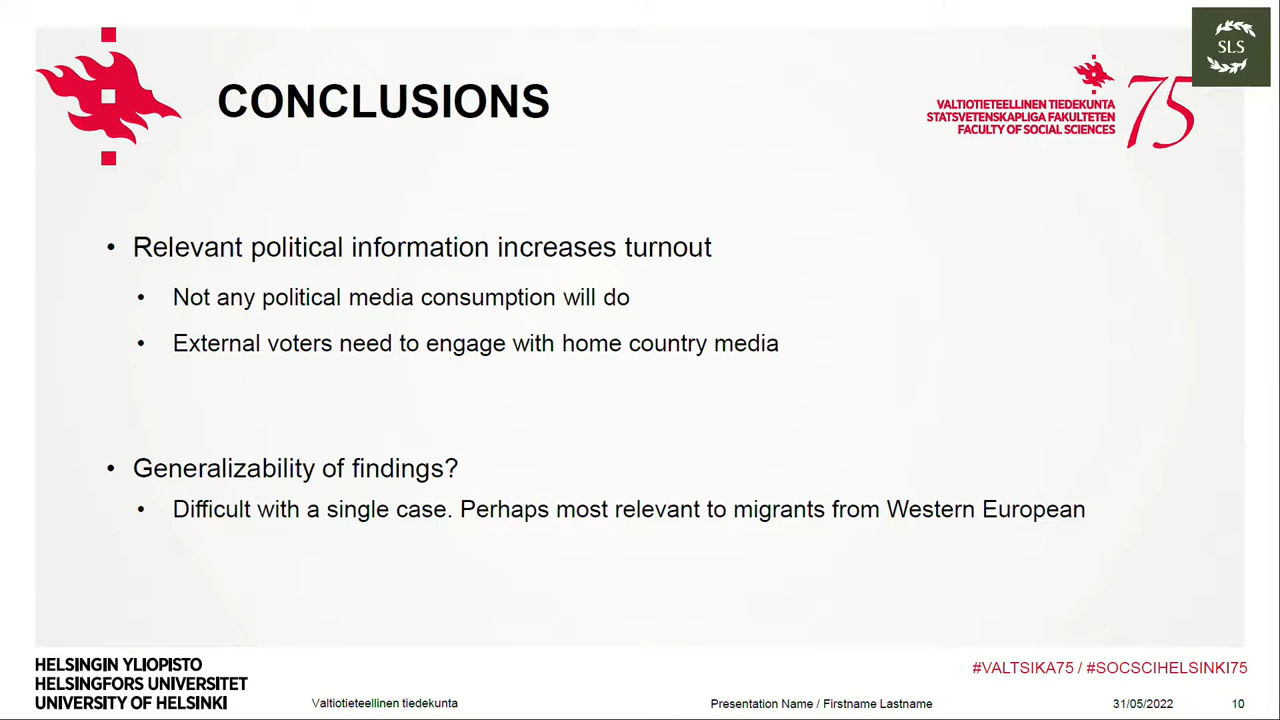 SLS
CONCLUSIONS
VALTIOTIETEELLINEN TIEDEKUNTA
STATSVETENSKAPLIGA FAKULTETEN
FACULTY OF SOCIAL SCIENCES
75
• Relevant political information increases turnout
• Not any political media consumption will do
• External voters need to engage with home country media
• Generalizability of findings?
• Difficult with a single case. Perhaps most relevant to migrants from Western European
HELSINGIN YLIOPISTO
HELSINGFORS UNIVERSITET
UNIVERSITY OF HELSINKI
#VALTSIKA75 / #SOCSCIHELSINKI75
Valtiotieteellinen tiedekunta
Presentation Name / Firstname Lastname
31/05/2022
10